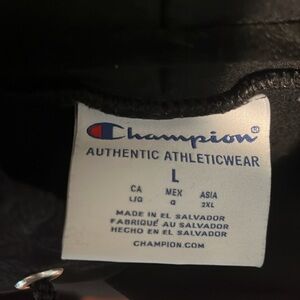 Champion®
AUTHENTIC ATHLETICWEAR
L
CA MEX ASIA
L/G G 2XL
MADE IN EL SALVADOR
FABRIQUÉ AU SALVADOR
HECHO EN EL SALVADOR
CHAMPION.COM